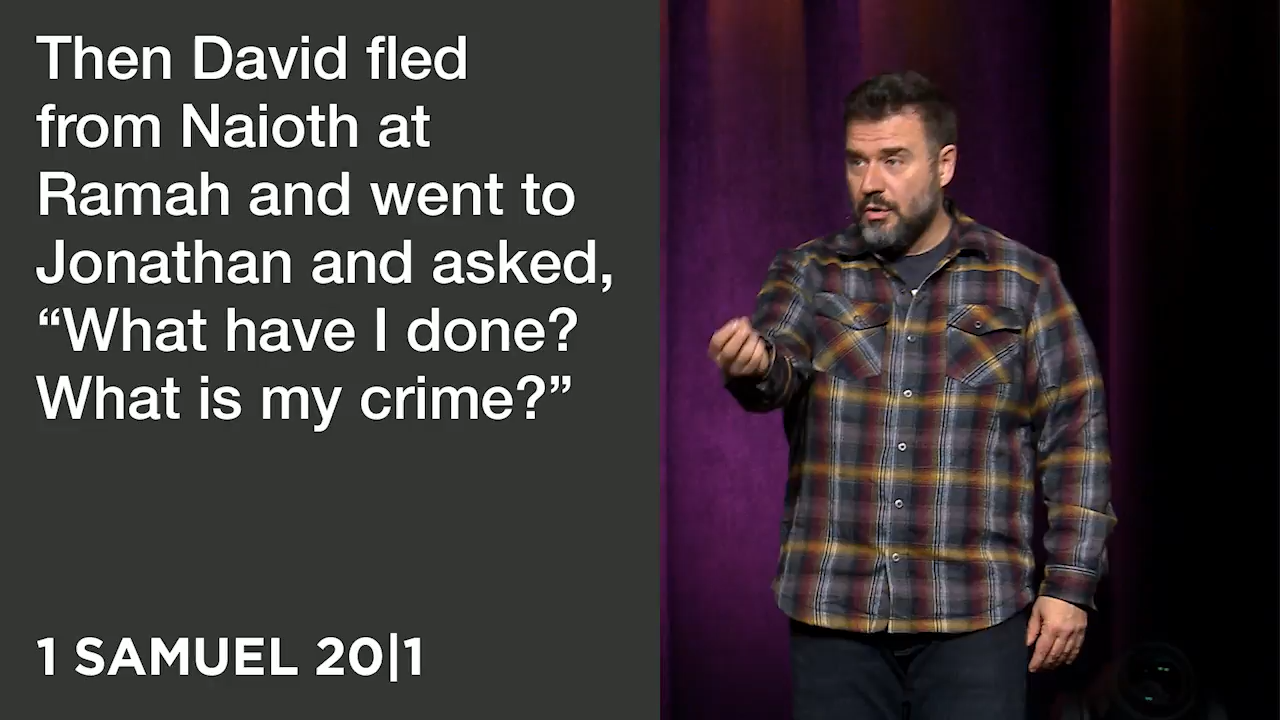 Then David fled
from Naioth at
Ramah and went to
Jonathan and asked,
“What have I done?
What is my crime?”
1 SAMUEL 20|1